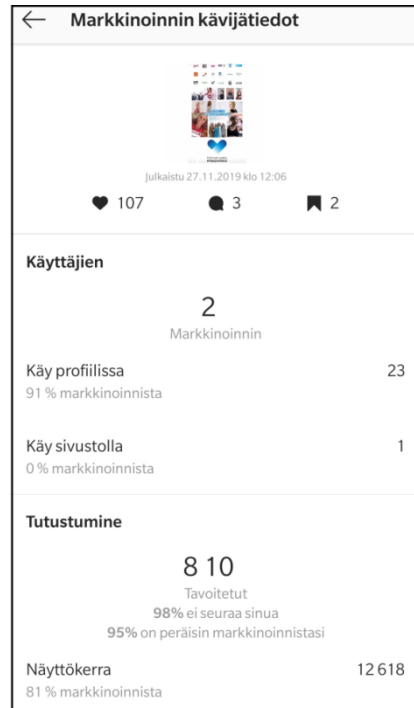 Markkinoinnin kävijätiedot
Julkaistu 27.11.2019 klo 12:06
107 3 2
Käyttäjien
2
Markkinoinnin
Käy profiilissa 23
91 % markkinoinnista
Käy sivustolla 1
0 % markkinoinnista
Tutustuminen
8 10
Tavoitetut
98% ei seuraa sinua
95% on peräisin markkinoinnistasi
Näyttökerra 12 618
81 % markkinoinnista